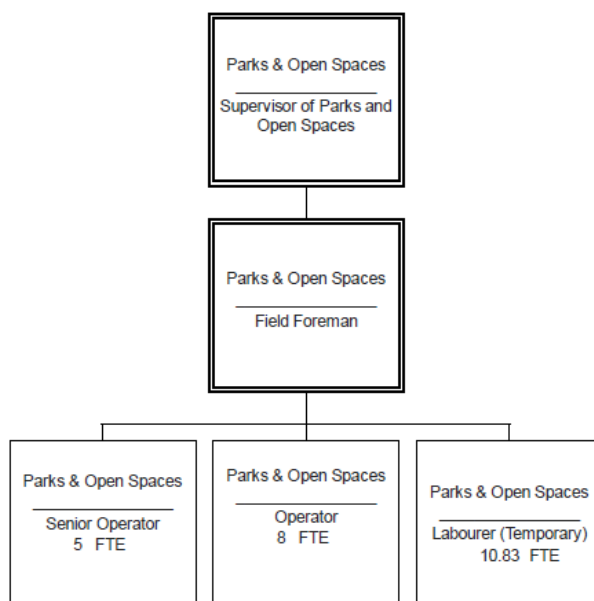 Parks & Open Spaces
Supervisor of Parks and
Open Spaces
Parks & Open Spaces
Field Foreman
Parks & Open Spaces
Senior Operator
5 FTE
Parks & Open Spaces
Operator
8 FTE
Parks & Open Spaces
Labourer (Temporary)
10.83 FTE